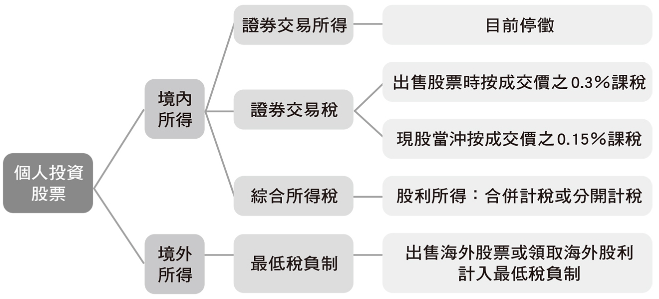 個人投資
股票
境內
所得
證券交易所得
目前停徵
證券交易稅
出售股票時按成交價之0.3%課稅
現股當沖按成交價之0.15%課稅
綜合所得稅
股利所得：合併計稅或分開計稅
境外
所得
最低稅負制
出售海外股票或領取海外股利
計入最低稅負制